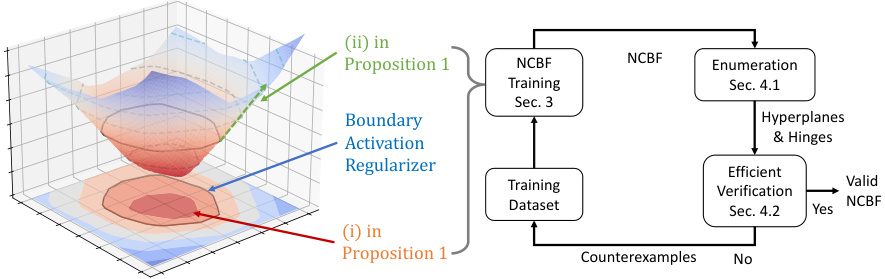 (ii) in
Proposition 1
Boundary
Activation
Regularizer
(i) in
Proposition 1
NCBF
Training
Sec. 3
NCBF
Enumeration
Sec. 4.1
Hyperplanes
& Hinges
Training
Dataset
Efficient
Verification
Sec. 4.2
Yes
Valid
NCBF
Counterexamples
No